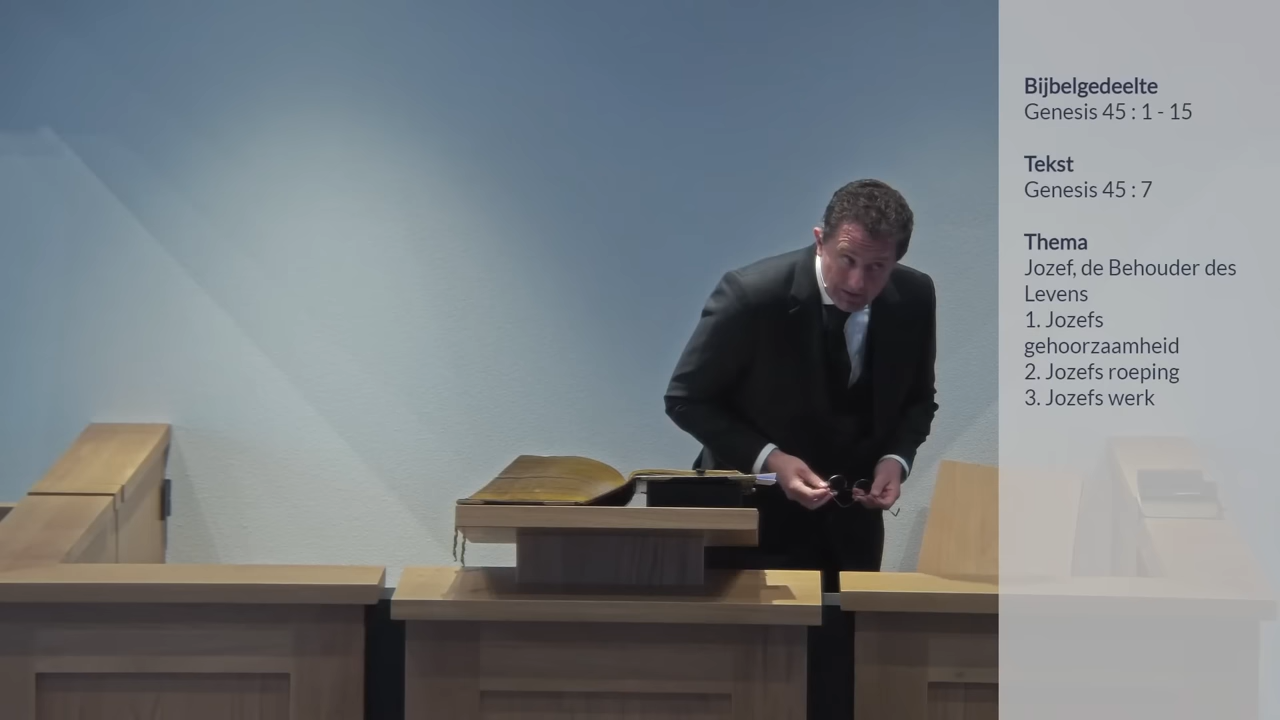 Bijbelgedeelte
Genesis 45 : 1 - 15
Tekst
Genesis 45 : 7
Thema
Jozef, de Behouder des
Levens
1. Jozefs
gehoorzaamheid
2. Jozefs roeping
3. Jozefs werk